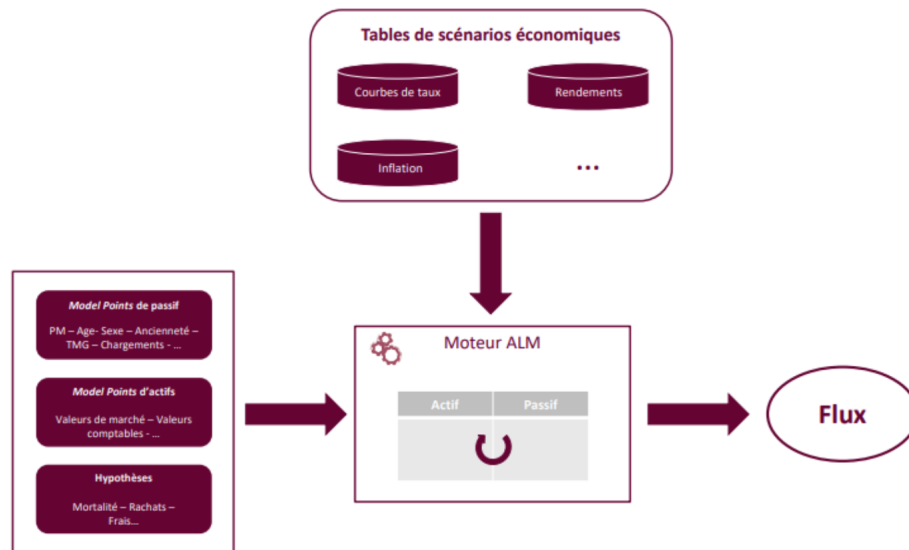 Tables de scénarios économiques
Courbes de taux
Rendements
Inflation
...
Model Points de passif
PM – Age- Sexe – Ancienneté –
TMG – Chargements - ...
Model Points d'actifs
Valeurs de marché – Valeurs
comptables - ...
Hypothèses
Mortalité – Rachats –
Frais...
Moteur ALM
Actif
Passif
Flux